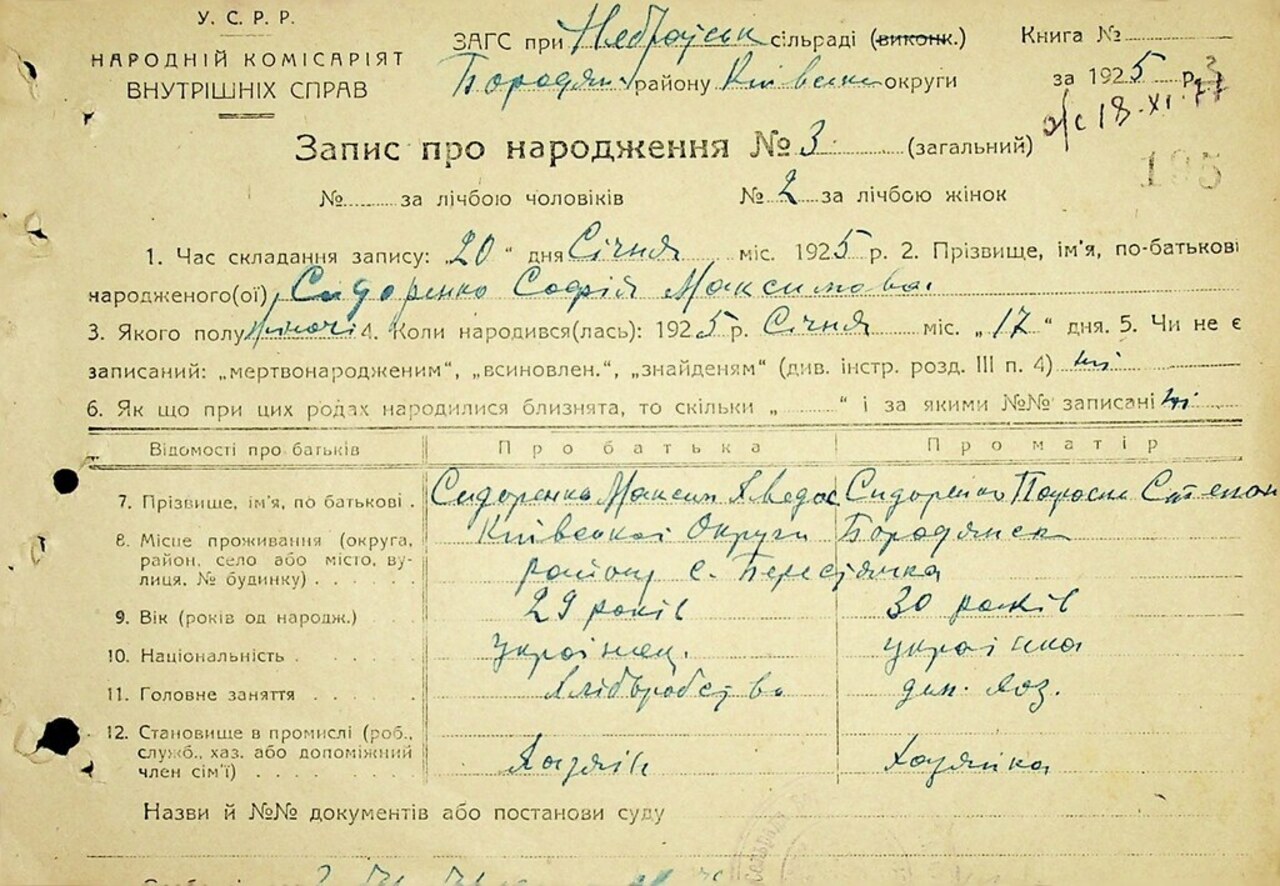 У. С. Р. Р.
НАРОДНІЙ КОМІСАРІЯТ
ВНУТРІШНІХ СПРАВ
ЗАГС при Нябраўськ сільраді (виконк.)
Бородян району Київськ округи
Книга №
за 1925 р.
о/с 18.XI.77
Запис про народження № 3 (загальний)
195
№ за лічбою чоловіків № 2 за лічбою жінок
1. Час складання запису: „20" дня Січня міс. 1925 р. 2. Прізвище, ім'я, по-батькові
народженого(ої) Сидоренко Софія Максимова
3. Якого полу жіночі 4. Коли народився(лась): 1925 р. Січня міс. „17" дня. 5. Чи не є
записаний: „мертвонародженим", „всиновлен.", „знайденям" (див. інстр. розд. III п. 4) ні
6. Як що при цих родах народилися близнята, то скільки „ " і за якими №№ записані ні
Відомості про батьків Про батька Про матір
7. Прізвище, ім'я, по батькові . Сидоренко Максим Сидоренко Степан
8. Місце проживання (округа, район, село або місто, вулиця, № будинку) . . . . . . Київської Округи Бородянск
району с.
9. Вік (років од народж.) 29 років 30 років
10. Національність . . . . . українец. українка
11. Головне заняття . . . . . Хліборобство дом. хоз.
12. Становище в промислі (роб., служб., хаз. або допоміжний член сім'ї) . . . . . . . . Хазяїн Хазяйка
Назви й №№ документів або постанови суду